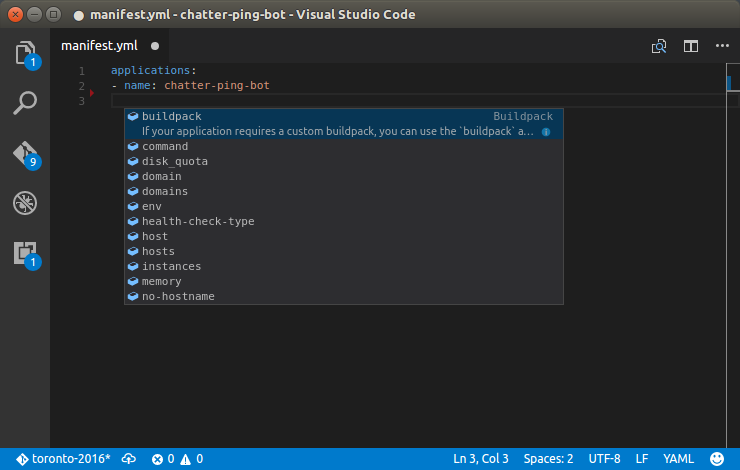 manifest.yml - chatter-ping-bot - Visual Studio Code
manifest.yml
1
9
1
1 applications:
2 - name: chatter-ping-bot
3
buildpack Buildpack
If your application requires a custom buildpack, you can use the `buildpack` a...
command
disk_quota
domain
domains
env
health-check-type
host
hosts
instances
memory
no-hostname
toronto-2016* 0 0 Ln 3, Col 3 Spaces: 2 UTF-8 LF YAML